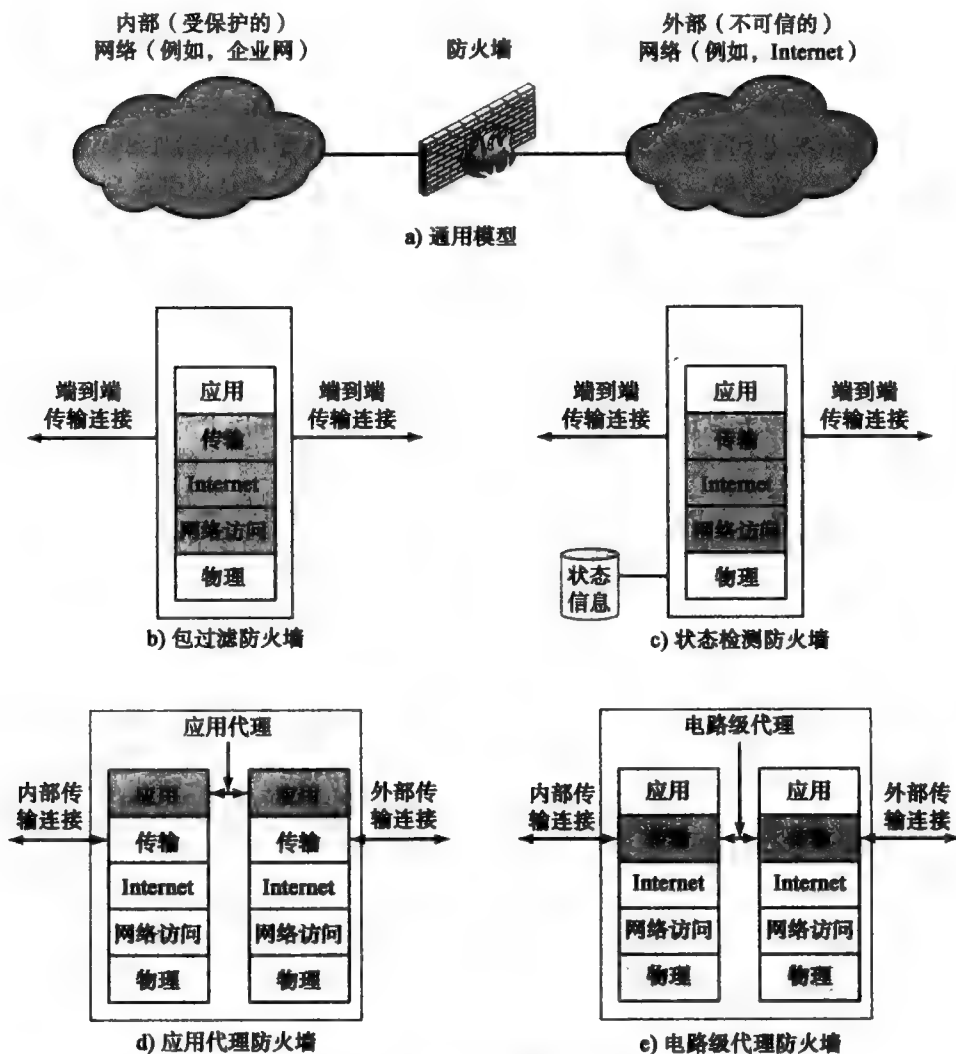 内部（受保护的）
网络（例如，企业网）
防火墙
外部（不可信的）
网络（例如，Internet）
a) 通用模型
端到端
传输连接
应用
传输
Internet
网络访问
物理
端到端
传输连接
b) 包过滤防火墙
端到端
传输连接
应用
传输
Internet
网络访问
物理
端到端
传输连接
状态
信息
c) 状态检测防火墙
应用代理
内部传
输连接
应用
传输
Internet
网络访问
物理
应用
传输
Internet
网络访问
物理
外部传
输连接
d) 应用代理防火墙
电路级代理
内部传
输连接
应用
传输
Internet
网络访问
物理
应用
传输
Internet
网络访问
物理
外部传
输连接
e) 电路级代理防火墙